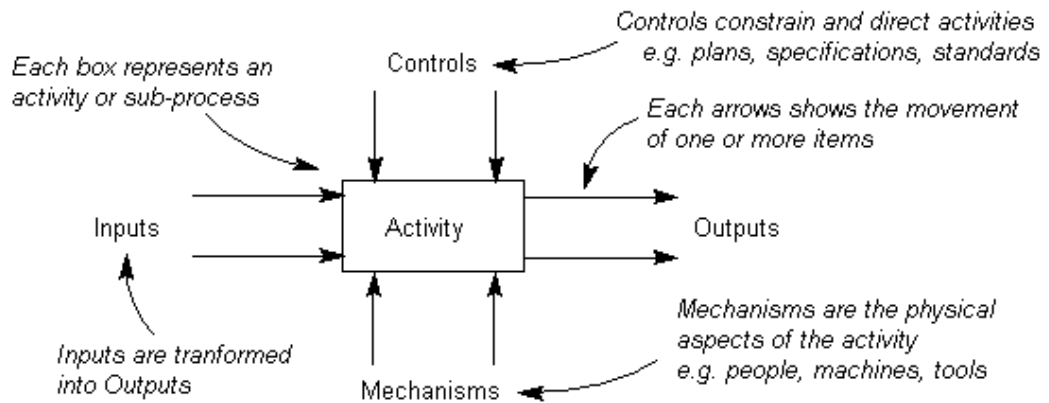 Controls constrain and direct activities
e.g. plans, specifications, standards
Controls
Each box represents an
activity or sub-process
Each arrows shows the movement
of one or more items
Inputs
Activity
Outputs
Mechanisms are the physical
aspects of the activity
e.g. people, machines, tools
Inputs are tranformed
into Outputs
Mechanisms